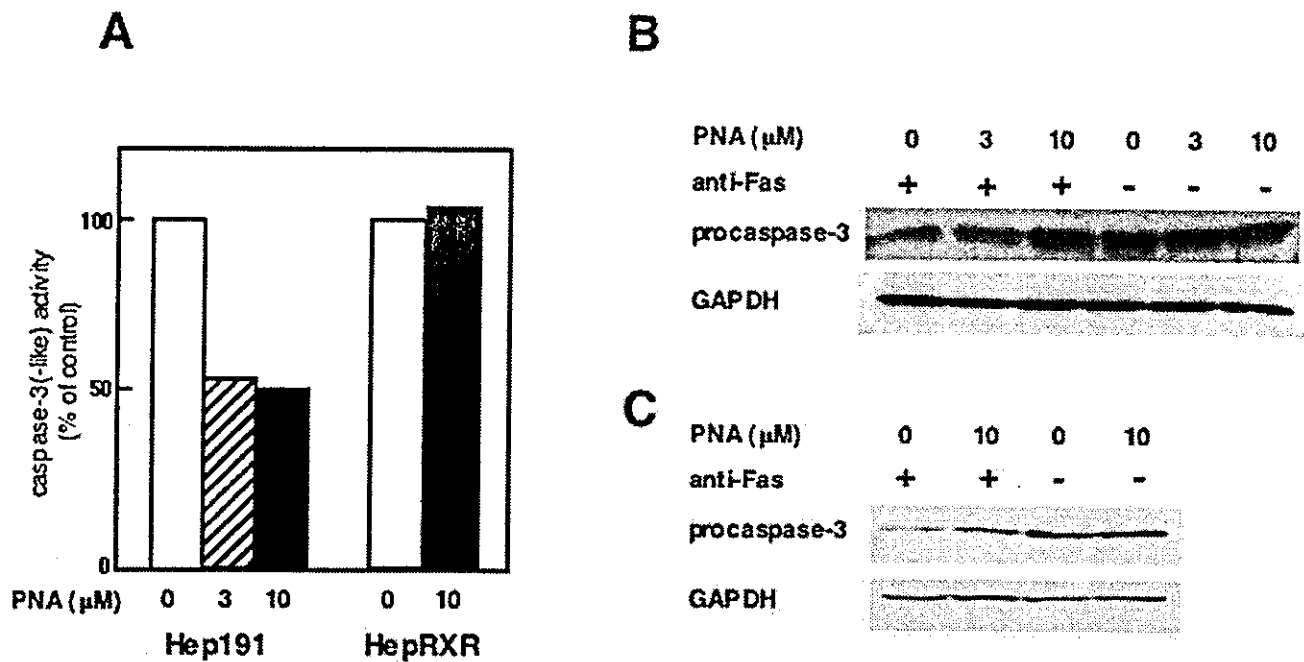 A
caspase-3(-like) activity
(% of control)
100
50
0
PNA (μM) 0 3 10 0 10
Hep191 HepRXR
B
PNA (μM) 0 3 10 0 3 10
anti-Fas + + + - - -
procaspase-3
GAPDH
C
PNA (μM) 0 10 0 10
anti-Fas + + - -
procaspase-3
GAPDH